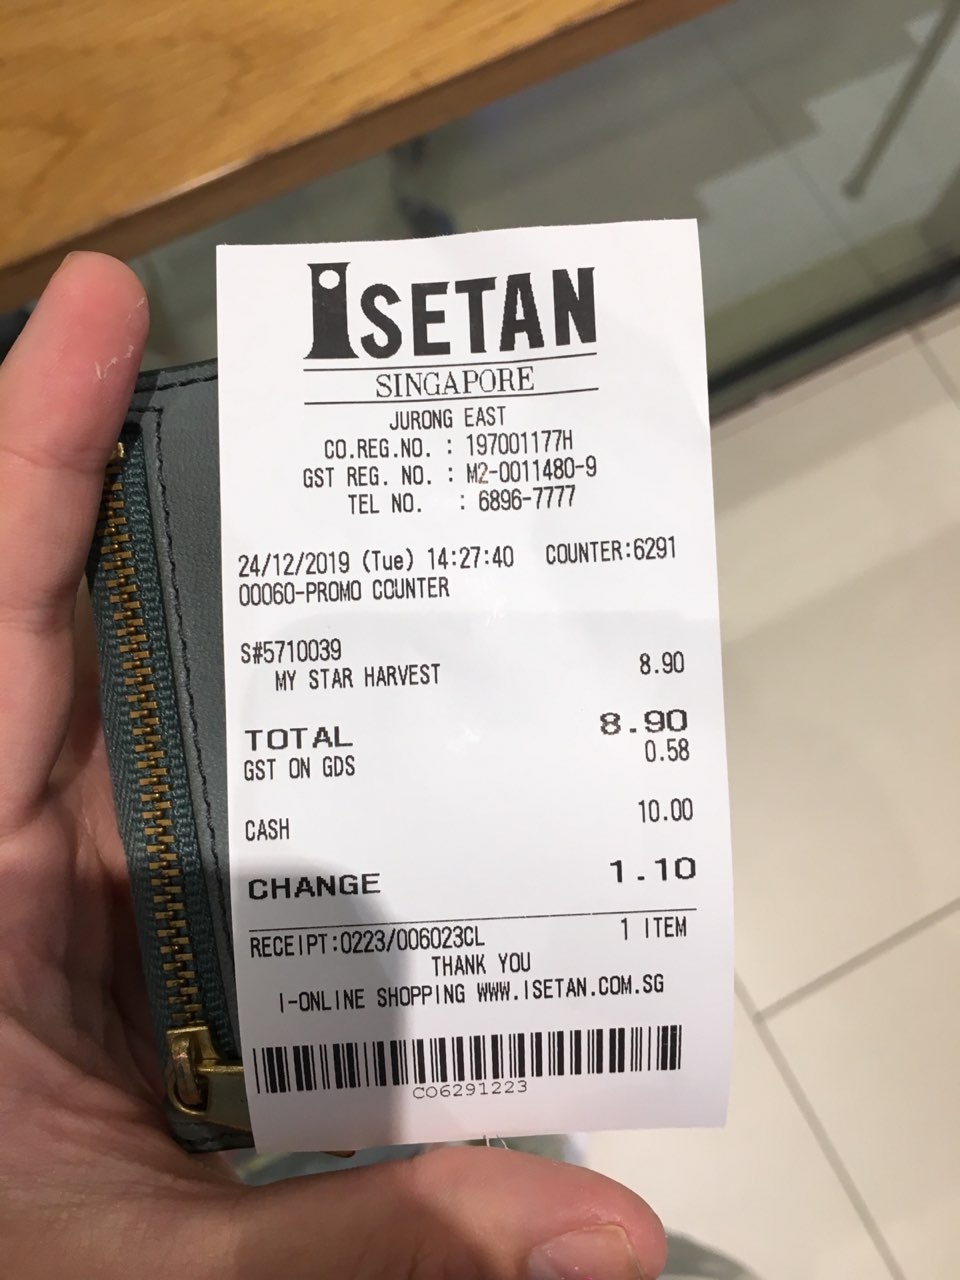 ISETAN
SINGAPORE
JURONG EAST
CO.REG.NO. : 197001177H
GST REG. NO. : M2-0011480-9
TEL NO. : 6896-7777
24/12/2019 (Tue) 14:27:40 COUNTER:6291
00060-PROMO COUNTER
S#5710039
MY STAR HARVEST 8.90
TOTAL 8.90
GST ON GDS 0.58
CASH 10.00
CHANGE 1.10
RECEIPT:0223/006023CL 1 ITEM
THANK YOU
I-ONLINE SHOPPING WWW.ISETAN.COM.SG
CO6291223